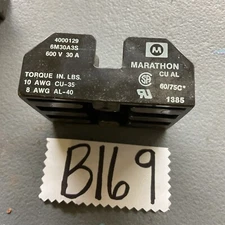 4000129
6M30A3S
600 V 30 A
TORQUE IN. LBS.
10 AWG CU-35
8 AWG AL-40
M
MARATHON
CU AL
60/75C°
1385
B169